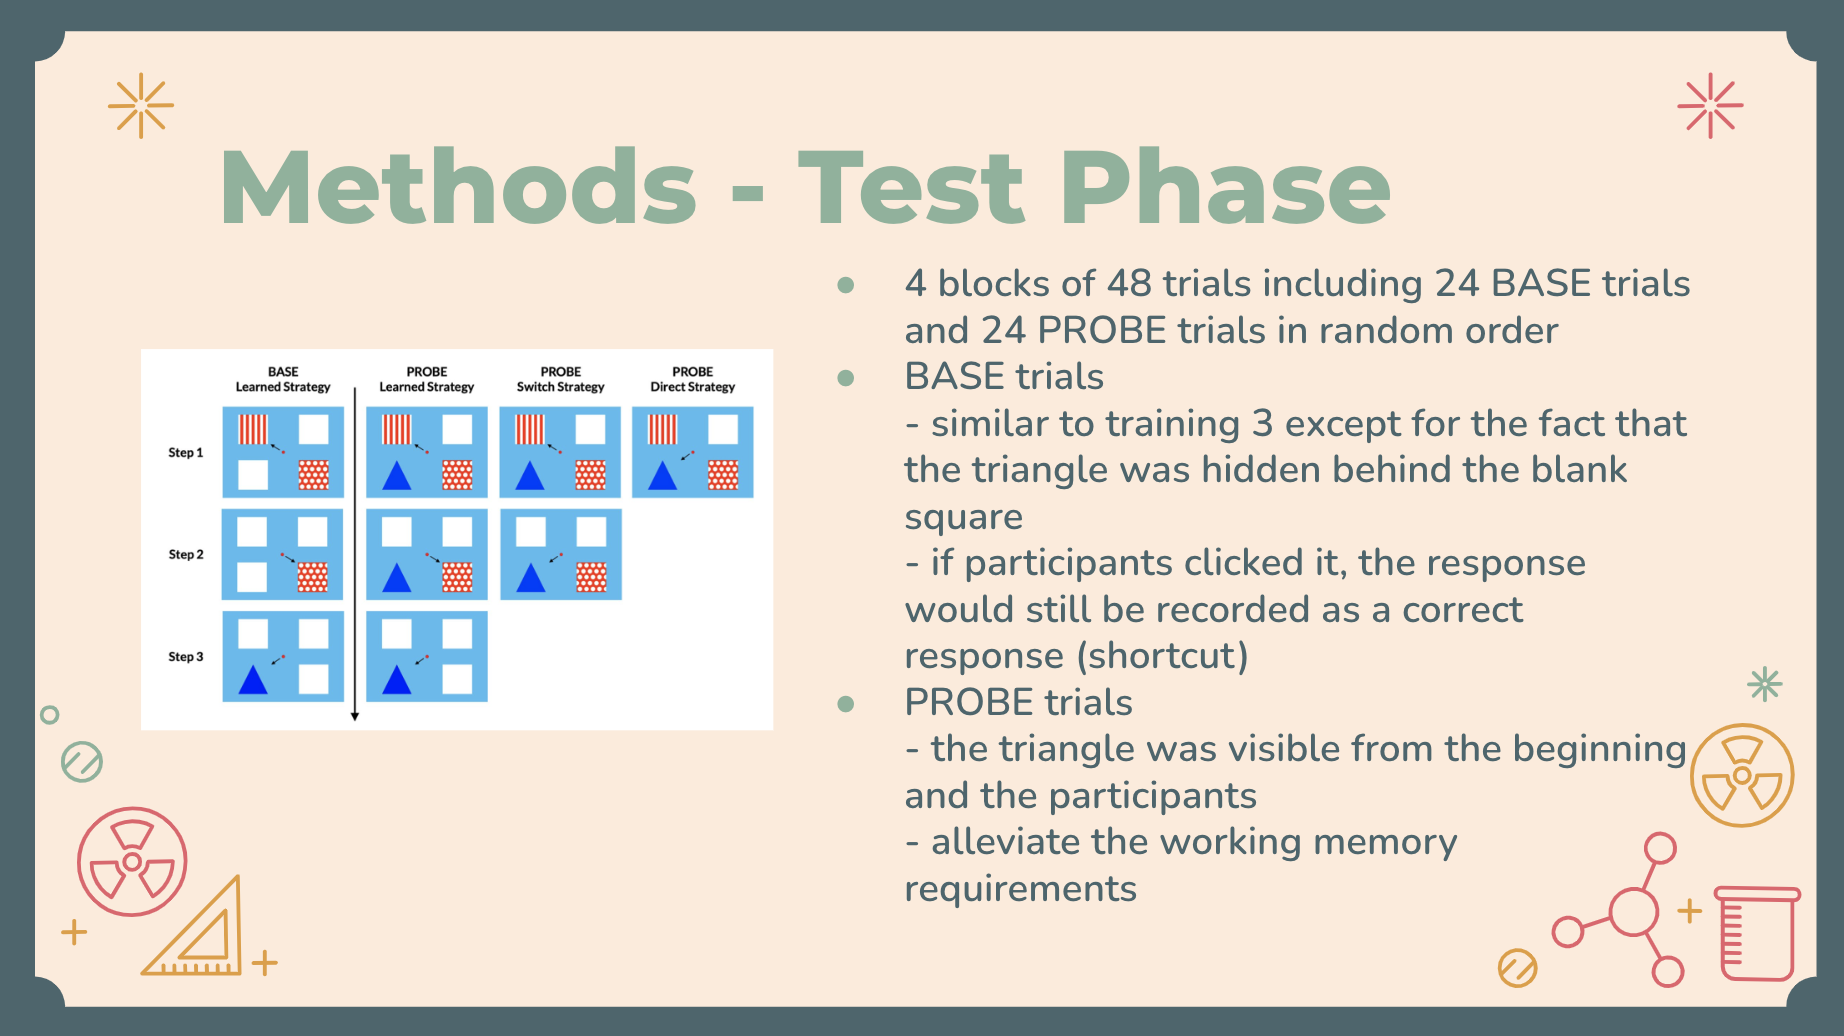 Methods - Test Phase
BASE
Learned Strategy
PROBE
Learned Strategy
PROBE
Switch Strategy
PROBE
Direct Strategy
Step 1
Step 2
Step 3
4 blocks of 48 trials including 24 BASE trials
and 24 PROBE trials in random order
BASE trials
- similar to training 3 except for the fact that
the triangle was hidden behind the blank
square
- if participants clicked it, the response
would still be recorded as a correct
response (shortcut)
PROBE trials
- the triangle was visible from the beginning
and the participants
- alleviate the working memory
requirements